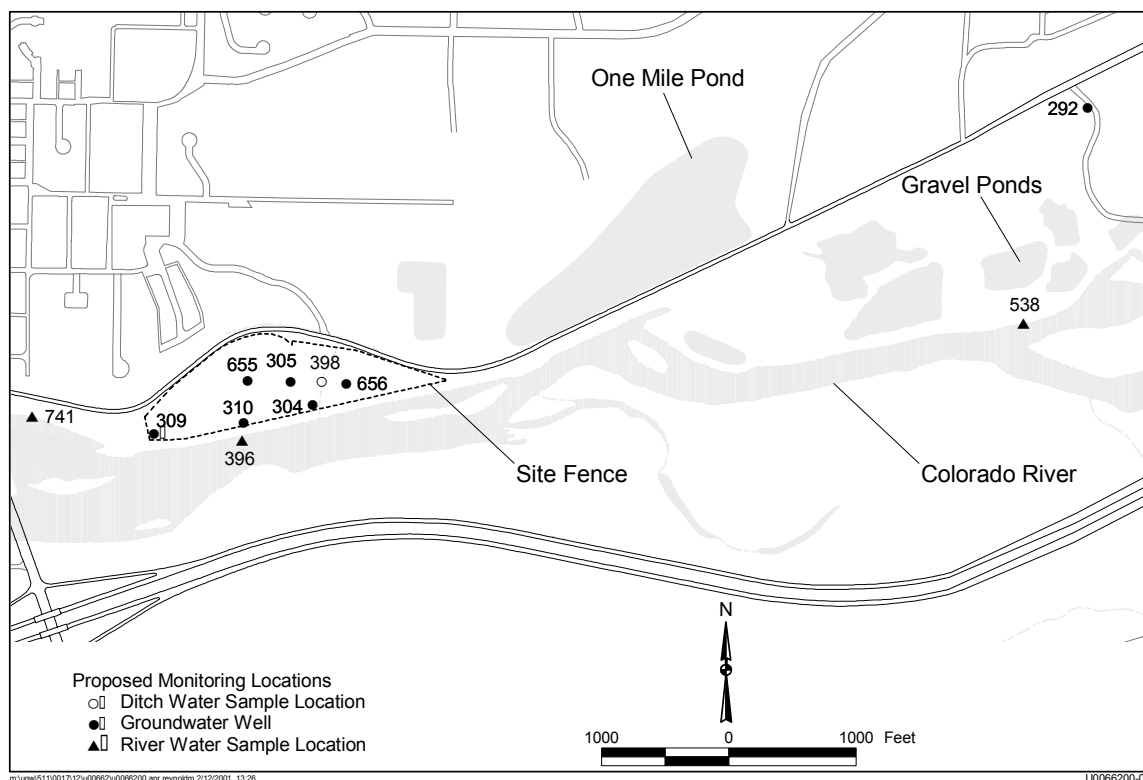 One Mile Pond
292
Gravel Ponds
538
655
305
398
656
304
310
309
741
396
Site Fence
Colorado River
N
Proposed Monitoring Locations
Ditch Water Sample Location
Groundwater Well
River Water Sample Location
1000 0 1000 Feet